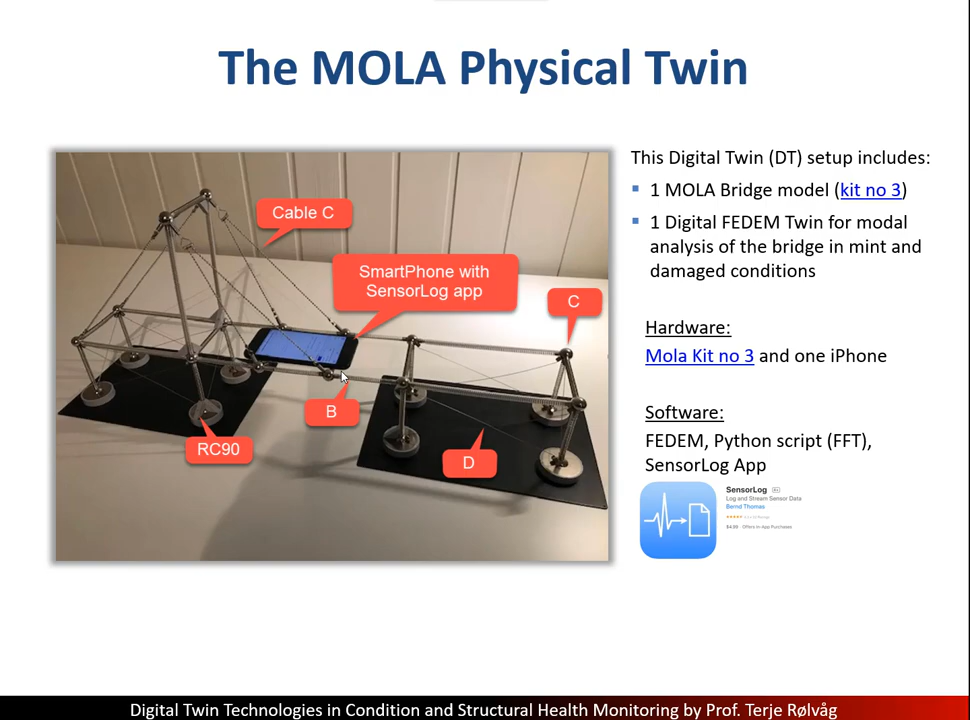 The MOLA Physical Twin
Cable C
SmartPhone with
SensorLog app
C
B
RC90
D
This Digital Twin (DT) setup includes:
1 MOLA Bridge model (kit no 3)
1 Digital FEDEM Twin for modal
analysis of the bridge in mint and
damaged conditions
Hardware:
Mola Kit no 3 and one iPhone
Software:
FEDEM, Python script (FFT),
SensorLog App
SensorLog
Log and Stream Sensor Data
Bernd Thomas
$4.99 · Offers In-App Purchases
Digital Twin Technologies in Condition and Structural Health Monitoring by Prof. Terje Rølvåg